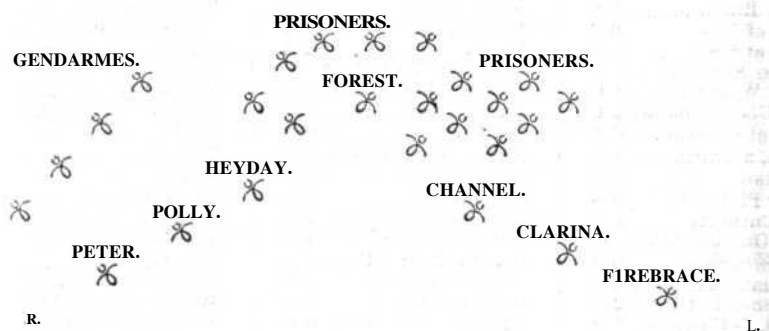 PRISONERS.
GENDARMES.
PRISONERS.
FOREST.
HEYDAY.
CHANNEL.
POLLY.
CLARINA.
PETER.
F1REBRACE.
R.
L.